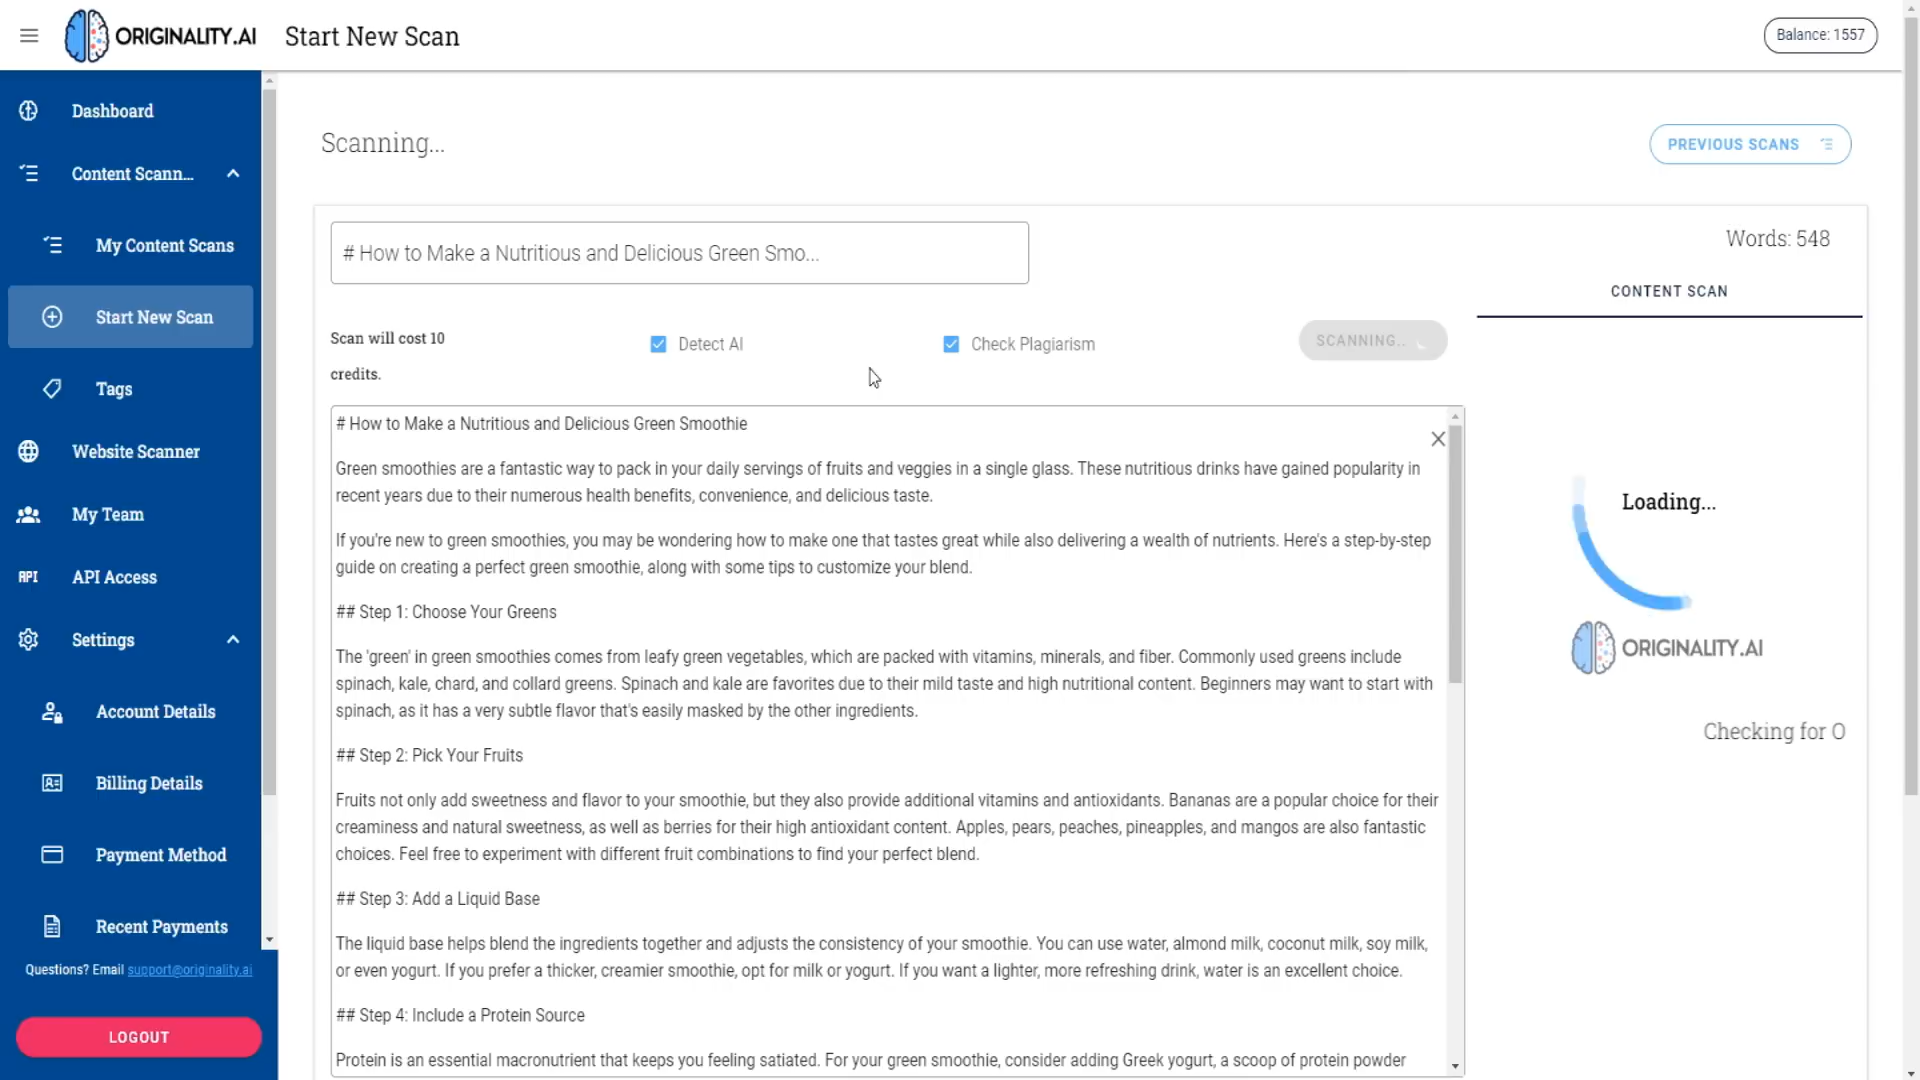 ORIGINALITY.AI
Start New Scan
Balance: 1557
Dashboard
Content Scann...
My Content Scans
Start New Scan
Tags
Website Scanner
My Team
API
API Access
Settings
Account Details
Billing Details
Payment Method
Recent Payments
Questions? Email support@originality.ai
LOGOUT
Scanning...
PREVIOUS SCANS
# How to Make a Nutritious and Delicious Green Smo...
Words: 548
CONTENT SCAN
Scan will cost 10
credits.
Detect AI
Check Plagiarism
SCANNING..
# How to Make a Nutritious and Delicious Green Smoothie
Green smoothies are a fantastic way to pack in your daily servings of fruits and veggies in a single glass. These nutritious drinks have gained popularity in
recent years due to their numerous health benefits, convenience, and delicious taste.
If you're new to green smoothies, you may be wondering how to make one that tastes great while also delivering a wealth of nutrients. Here's a step-by-step
guide on creating a perfect green smoothie, along with some tips to customize your blend.
## Step 1: Choose Your Greens
The 'green' in green smoothies comes from leafy green vegetables, which are packed with vitamins, minerals, and fiber. Commonly used greens include
spinach, kale, chard, and collard greens. Spinach and kale are favorites due to their mild taste and high nutritional content. Beginners may want to start with
spinach, as it has a very subtle flavor that's easily masked by the other ingredients.
## Step 2: Pick Your Fruits
Fruits not only add sweetness and flavor to your smoothie, but they also provide additional vitamins and antioxidants. Bananas are a popular choice for their
creaminess and natural sweetness, as well as berries for their high antioxidant content. Apples, pears, peaches, pineapples, and mangos are also fantastic
choices. Feel free to experiment with different fruit combinations to find your perfect blend.
## Step 3: Add a Liquid Base
The liquid base helps blend the ingredients together and adjusts the consistency of your smoothie. You can use water, almond milk, coconut milk, soy milk,
or even yogurt. If you prefer a thicker, creamier smoothie, opt for milk or yogurt. If you want a lighter, more refreshing drink, water is an excellent choice.
## Step 4: Include a Protein Source
Protein is an essential macronutrient that keeps you feeling satiated. For your green smoothie, consider adding Greek yogurt, a scoop of protein powder
Loading...
ORIGINALITY.AI
Checking for O